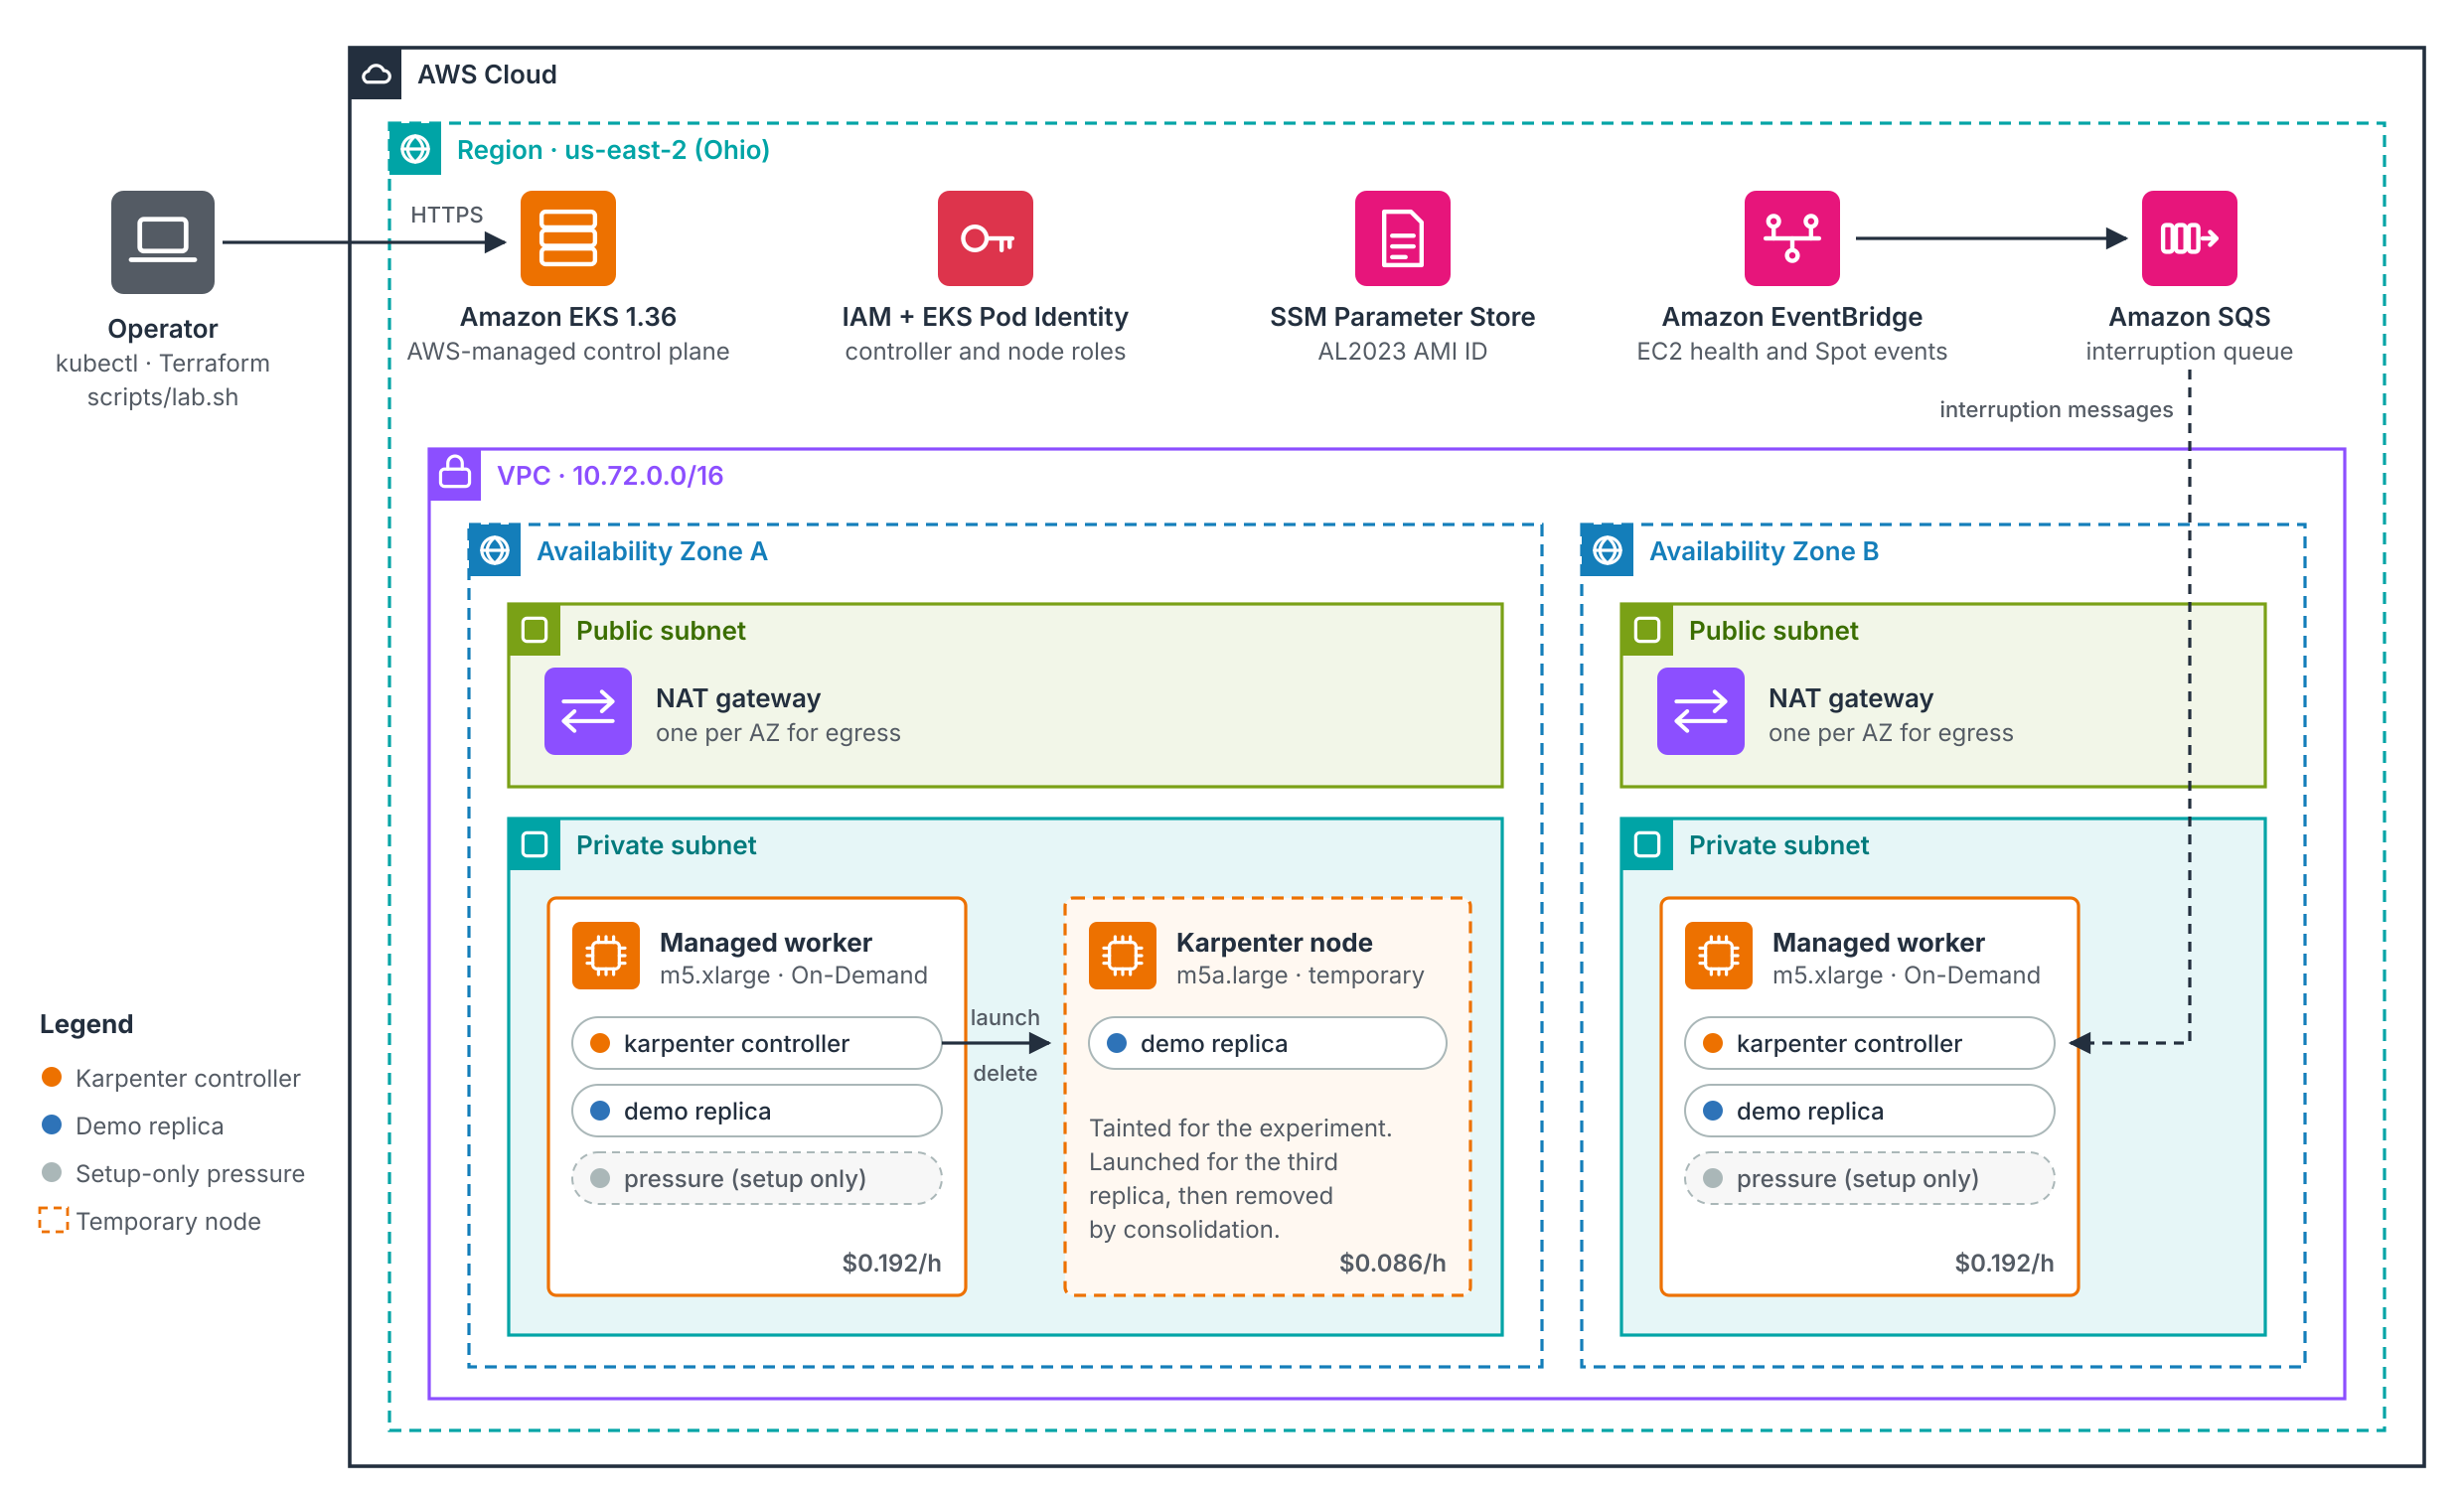 AWS Cloud
Region · us-east-2 (Ohio)
HTTPS
Operator
kubectl · Terraform
scripts/lab.sh
Amazon EKS 1.36
AWS-managed control plane
IAM + EKS Pod Identity
controller and node roles
SSM Parameter Store
AL2023 AMI ID
Amazon EventBridge
EC2 health and Spot events
Amazon SQS
interruption queue
interruption messages
VPC · 10.72.0.0/16
Availability Zone A
Public subnet
NAT gateway
one per AZ for egress
Private subnet
Managed worker
m5.xlarge · On-Demand
karpenter controller
demo replica
pressure (setup only)
$0.192/h
launch
delete
Karpenter node
m5a.large · temporary
demo replica
Tainted for the experiment.
Launched for the third
replica, then removed
by consolidation.
$0.086/h
Availability Zone B
Public subnet
NAT gateway
one per AZ for egress
Private subnet
Managed worker
m5.xlarge · On-Demand
karpenter controller
demo replica
pressure (setup only)
$0.192/h
Legend
Karpenter controller
Demo replica
Setup-only pressure
Temporary node